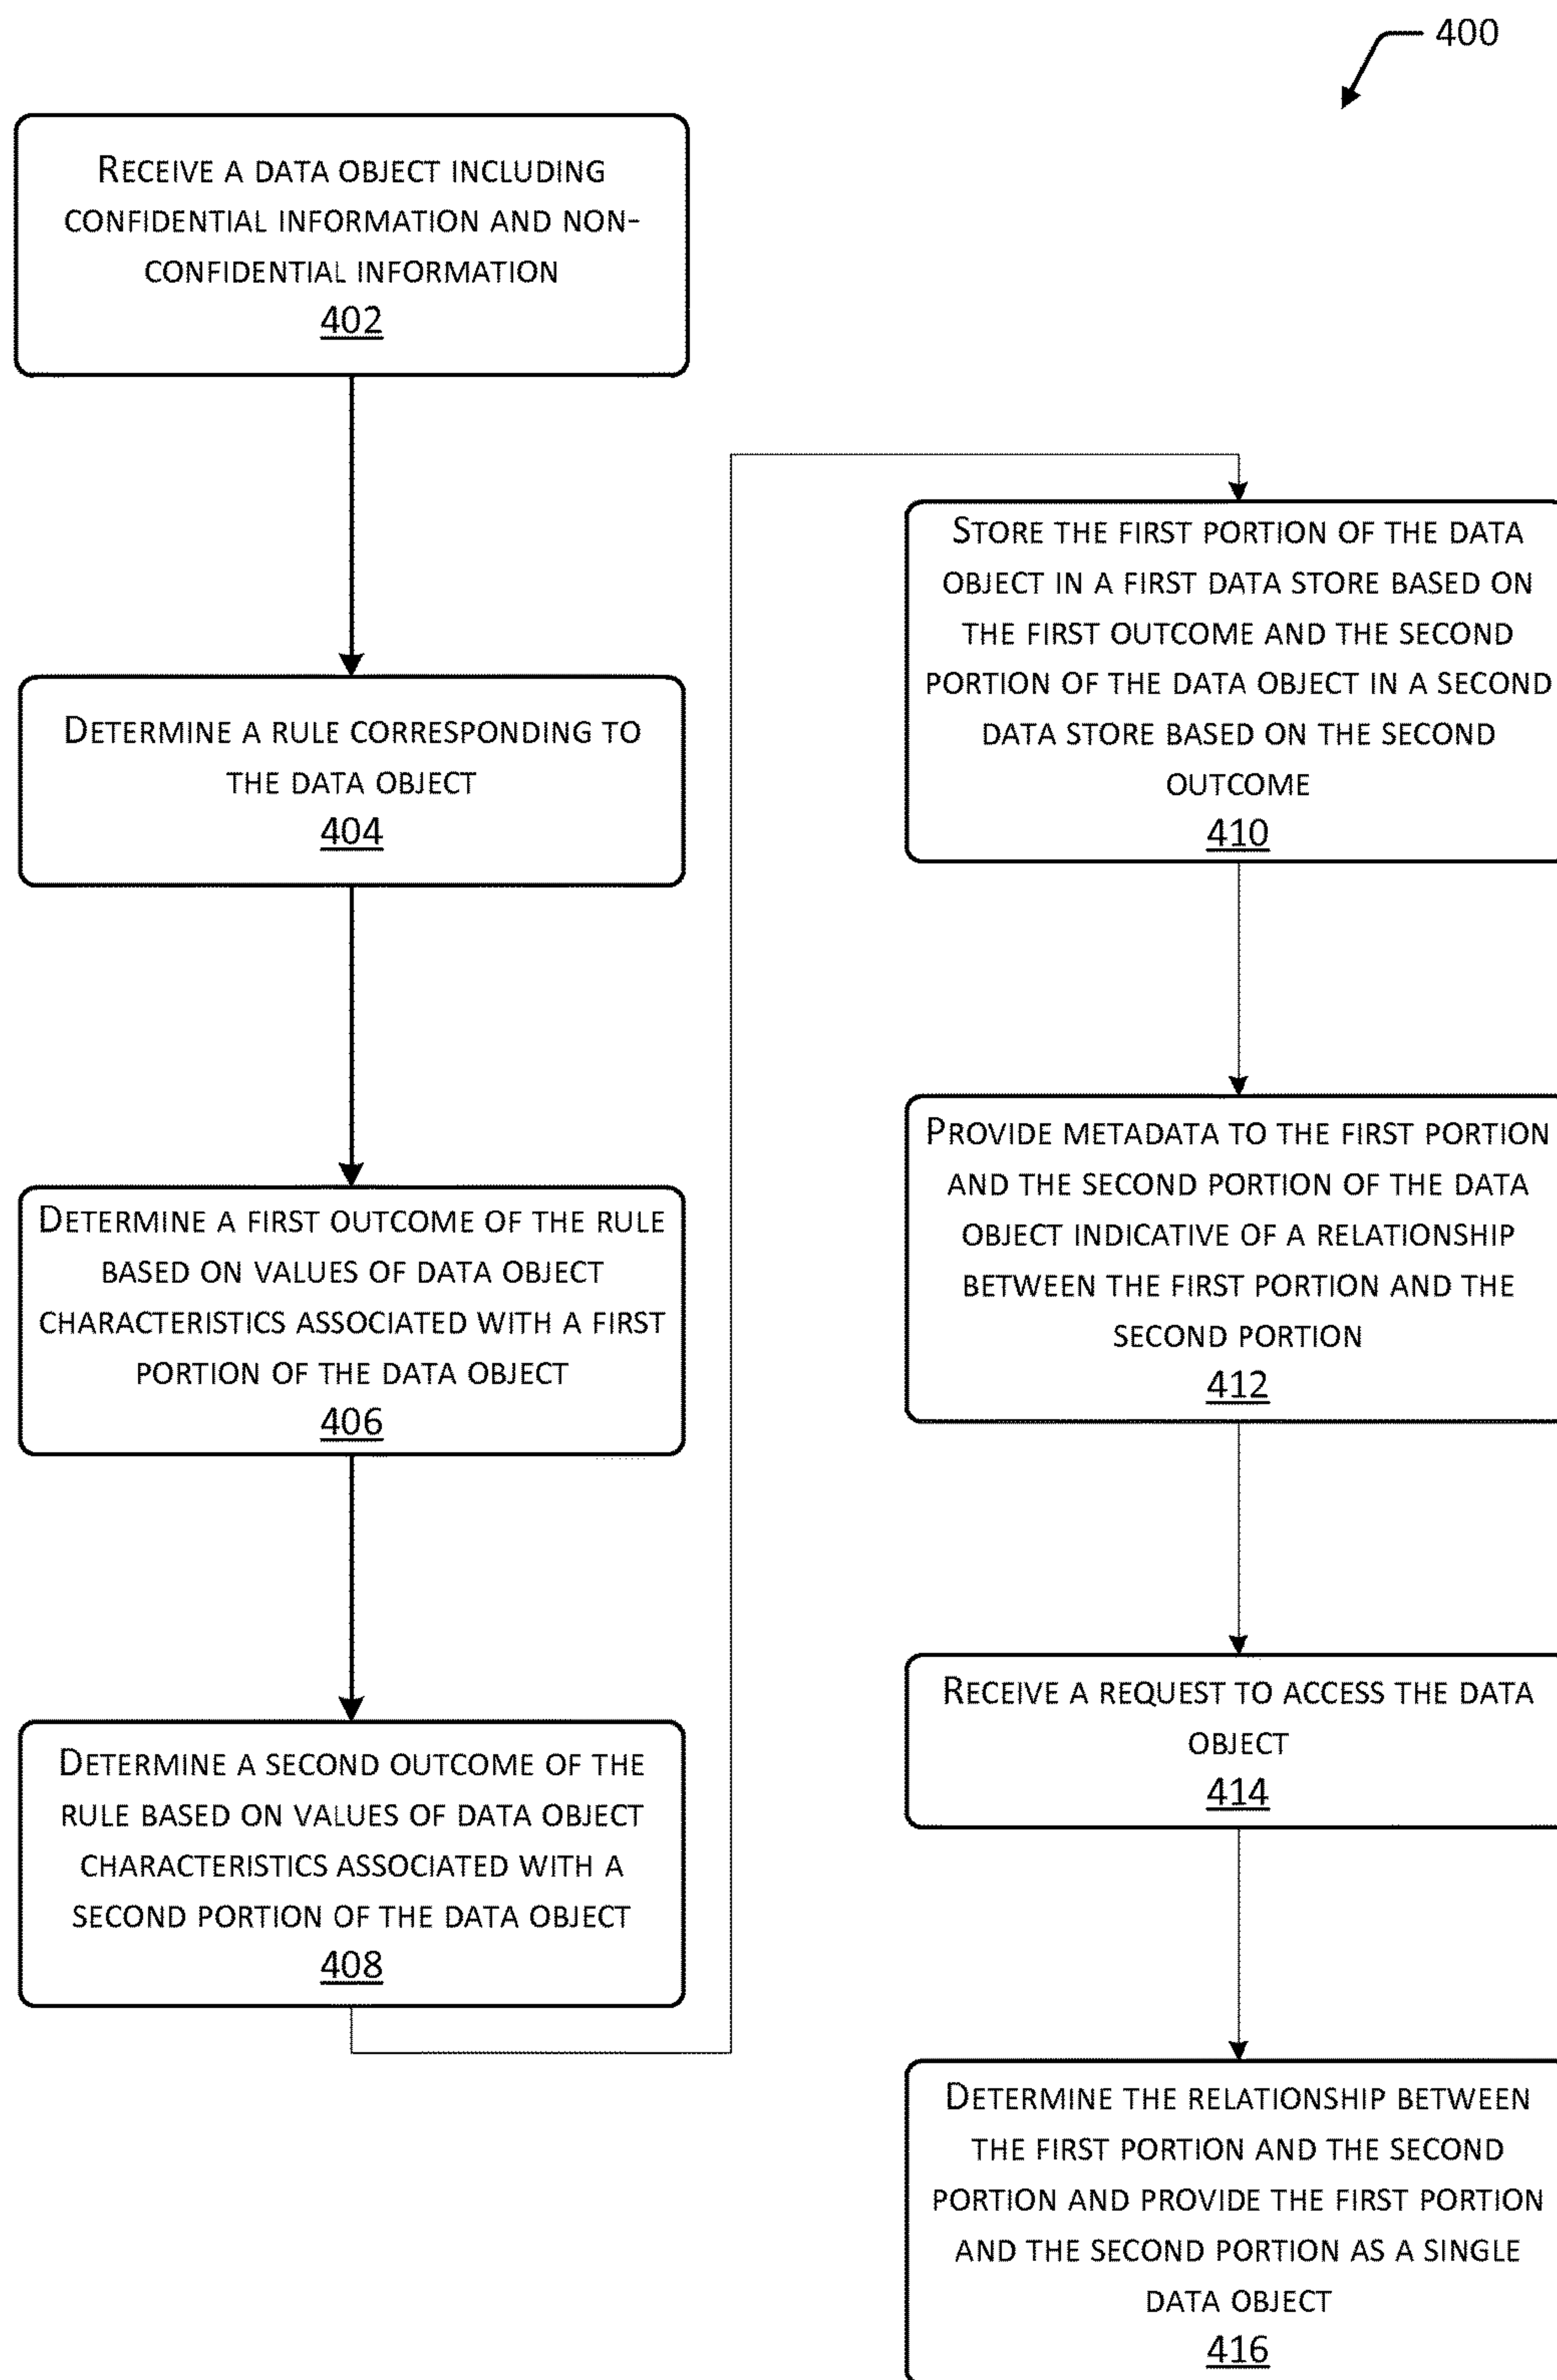 400
RECEIVE A DATA OBJECT INCLUDING
CONFIDENTIAL INFORMATION AND NON-
CONFIDENTIAL INFORMATION
402
DETERMINE A RULE CORRESPONDING TO
THE DATA OBJECT
404
DETERMINE A FIRST OUTCOME OF THE RULE
BASED ON VALUES OF DATA OBJECT
CHARACTERISTICS ASSOCIATED WITH A FIRST
PORTION OF THE DATA OBJECT
406
DETERMINE A SECOND OUTCOME OF THE
RULE BASED ON VALUES OF DATA OBJECT
CHARACTERISTICS ASSOCIATED WITH A
SECOND PORTION OF THE DATA OBJECT
408
STORE THE FIRST PORTION OF THE DATA
OBJECT IN A FIRST DATA STORE BASED ON
THE FIRST OUTCOME AND THE SECOND
PORTION OF THE DATA OBJECT IN A SECOND
DATA STORE BASED ON THE SECOND
OUTCOME
410
PROVIDE METADATA TO THE FIRST PORTION
AND THE SECOND PORTION OF THE DATA
OBJECT INDICATIVE OF A RELATIONSHIP
BETWEEN THE FIRST PORTION AND THE
SECOND PORTION
412
RECEIVE A REQUEST TO ACCESS THE DATA
OBJECT
414
DETERMINE THE RELATIONSHIP BETWEEN
THE FIRST PORTION AND THE SECOND
PORTION AND PROVIDE THE FIRST PORTION
AND THE SECOND PORTION AS A SINGLE
DATA OBJECT
416